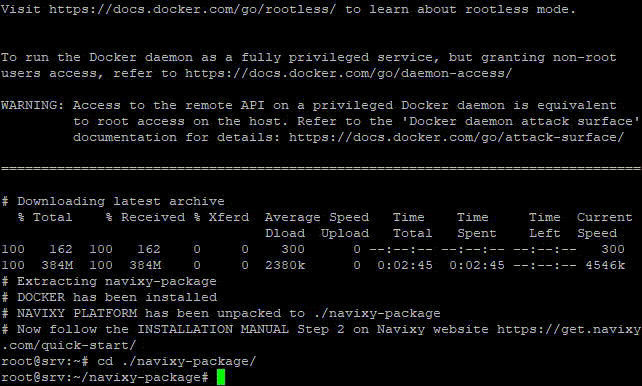 Visit https://docs.docker.com/go/rootless/ to learn about rootless mode.
To run the Docker daemon as a fully privileged service, but granting non-root
users access, refer to https://docs.docker.com/go/daemon-access/
WARNING: Access to the remote API on a privileged Docker daemon is equivalent
         to root access on the host. Refer to the 'Docker daemon attack surface'
         documentation for details: https://docs.docker.com/go/attack-surface/
================================================================================
# Downloading latest archive
  % Total    % Received % Xferd  Average Speed   Time    Time     Time  Current
                                 Dload  Upload   Total   Spent    Left  Speed
100   162  100   162    0     0    300      0 --:--:-- --:--:-- --:--:--   300
100  384M  100  384M    0     0  2380k      0  0:02:45  0:02:45 --:--:-- 4546k
# Extracting navixy-package
# DOCKER has been installed
# NAVIXY PLATFORM has been unpacked to ./navixy-package
# Now follow the INSTALLATION MANUAL Step 2 on Navixy website https://get.navixy
.com/quick-start/
root@srv:~# cd ./navixy-package/
root@srv:~/navixy-package#